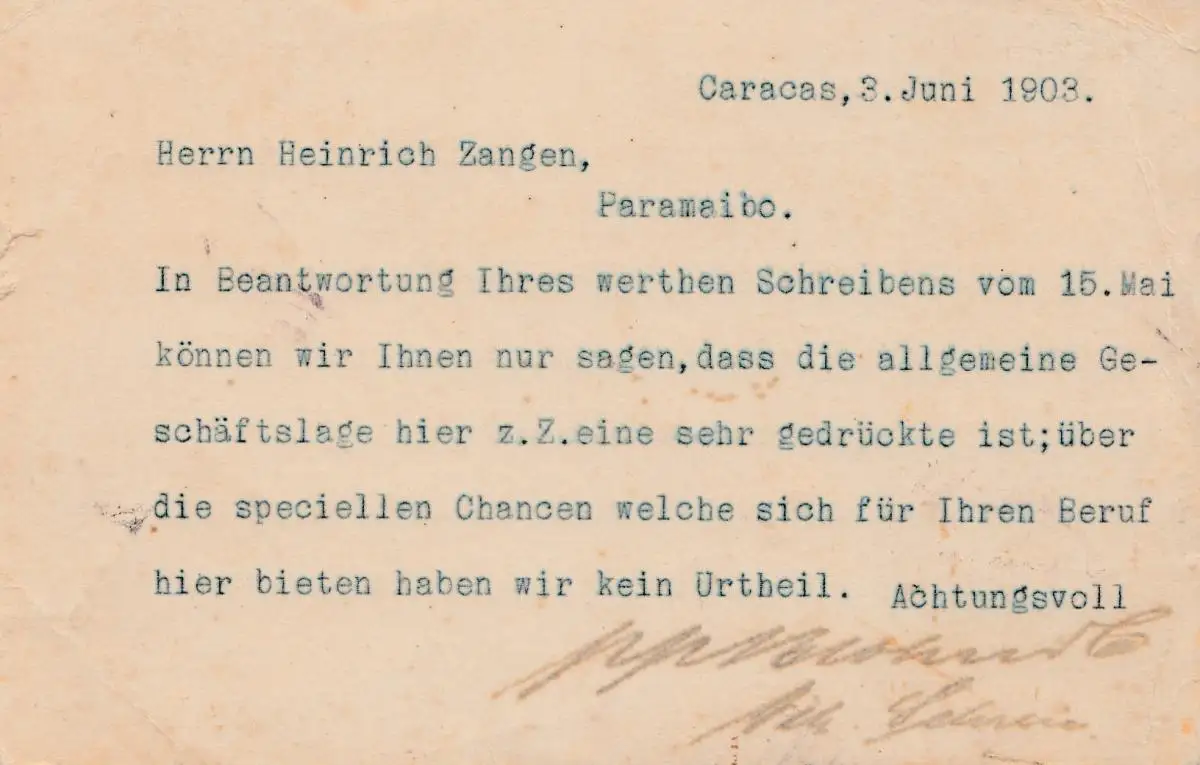 Caracas, 3. Juni 1903.
Herrn Heinrich Zangen,
Paramaibo.
In Beantwortung Ihres werthen Schreibens vom 15. Mai
können wir Ihnen nur sagen, dass die allgemeine Ge-
schäftslage hier z. Z. eine sehr gedrückte ist; über
die speciellen Chancen welche sich für Ihren Beruf
hier bieten haben wir kein Urtheil. Achtungsvoll